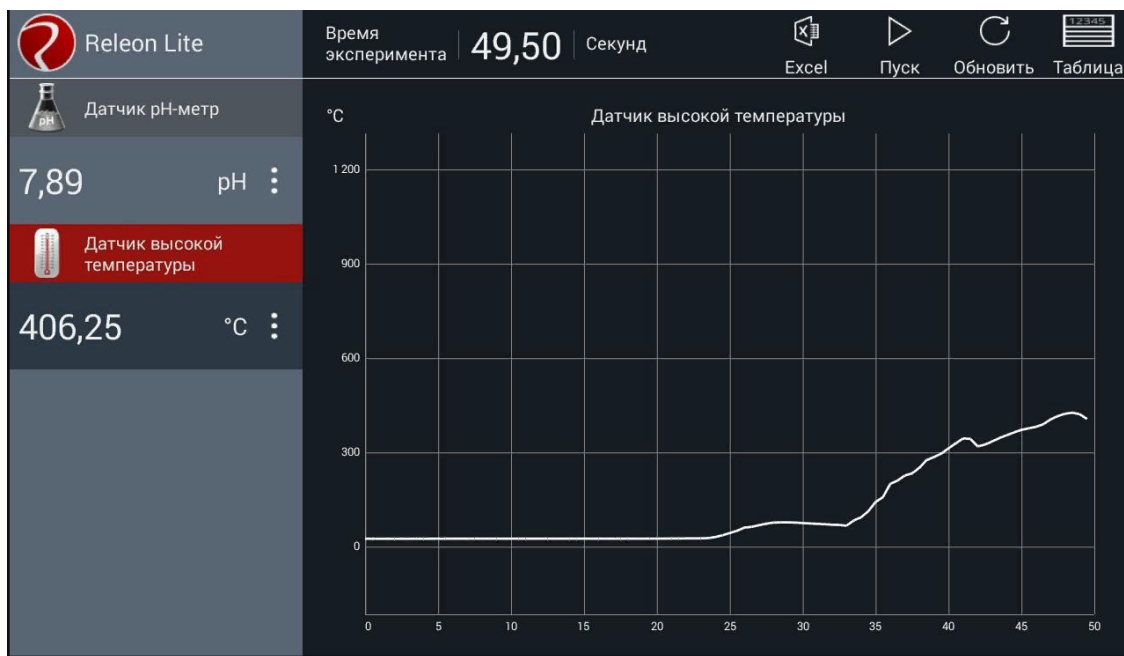 Releon Lite
Время
эксперимента
49,50
Секунд
Excel
Пуск
Обновить
12345
Таблица
Датчик pH-метр
pH
7,89
pH
Датчик высокой
температуры
406,25
°C
°C
Датчик высокой температуры
1 200
900
600
300
0
0
5
10
15
20
25
30
35
40
45
50